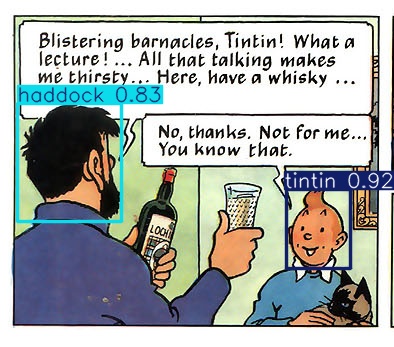 Blistering barnacles, Tintin! What a
lecture! ... All that talking makes
me thirsty... Here, have a whisky ...
haddock 0.83
No, thanks. Not for me...
You know that.
tintin 0.92
LOCH